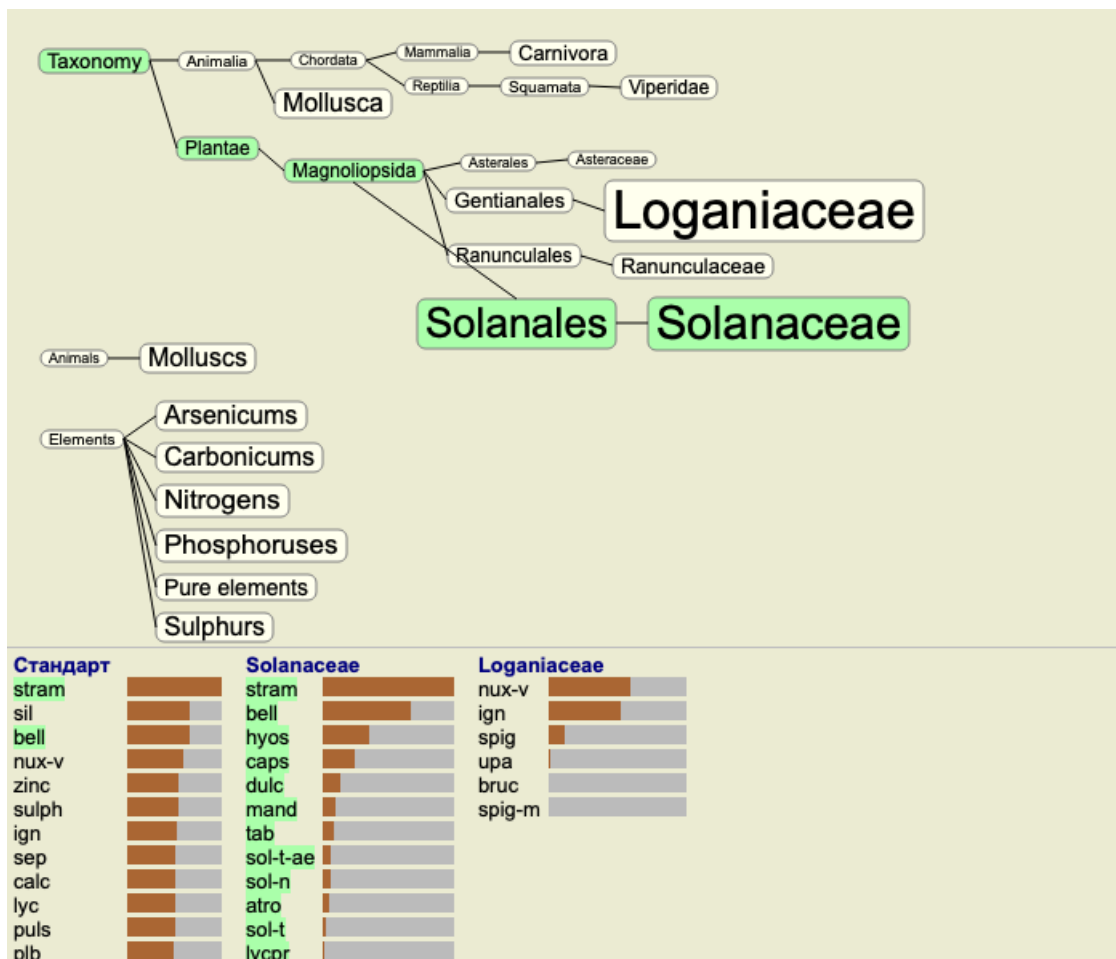 Taxonomy
Animalia
Chordata
Mammalia
Carnivora
Reptilia
Squamata
Viperidae
Mollusca
Plantae
Magnoliopsida
Asterales
Asteraceae
Gentianales
Loganiaceae
Ranunculales
Ranunculaceae
Solanales
Solanaceae
Animals
Molluscs
Elements
Arsenicums
Carbonicums
Nitrogens
Phosphoruses
Pure elements
Sulphurs
Стандарт
stram
sil
bell
nux-v
zinc
sulph
ign
sep
calc
lyc
puls
plb
Solanaceae
stram
bell
hyos
caps
dulc
mand
tab
sol-t-ae
sol-n
atro
sol-t
lycpr
Loganiaceae
nux-v
ign
spig
upa
bruc
spig-m